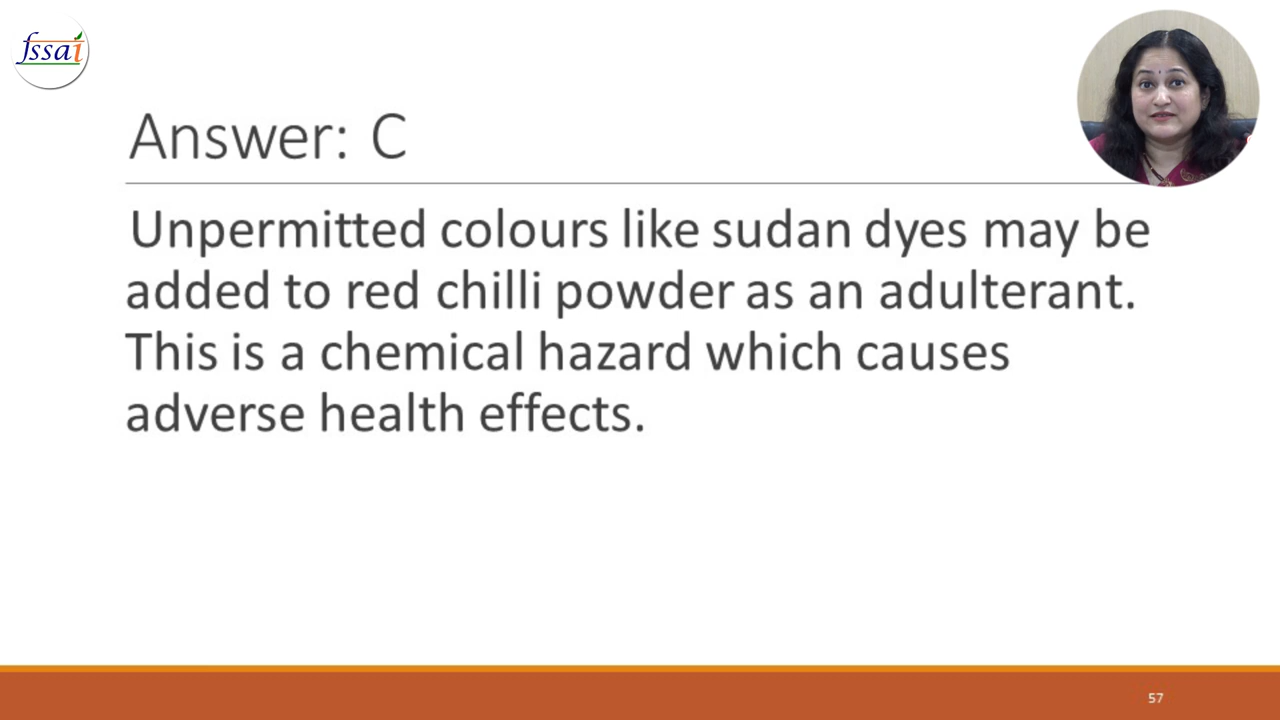 fssai
Answer: C
Unpermitted colours like sudan dyes may be
added to red chilli powder as an adulterant.
This is a chemical hazard which causes
adverse health effects.
57